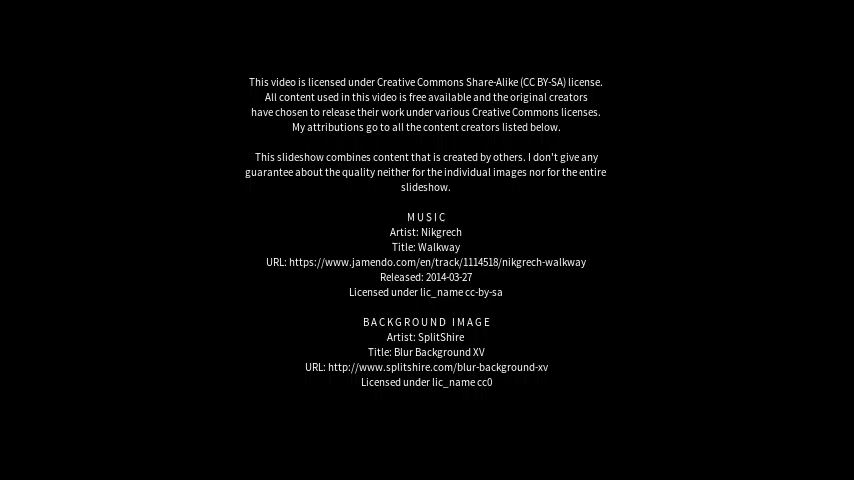 This video is licensed under Creative Commons Share-Alike (CC BY-SA) license.
All content used in this video is free available and the original creators
have chosen to release their work under various Creative Commons licenses.
My attributions go to all the content creators listed below.
This slideshow combines content that is created by others. I don't give any
guarantee about the quality neither for the individual images nor for the entire
slideshow.
MUSIC
Artist: Nikgrech
Title: Walkway
URL: https://www.jamendo.com/en/track/1114518/nikgrech-walkway
Released: 2014-03-27
Licensed under lic_name cc-by-sa
BACKGROUND IMAGE
Artist: SplitShire
Title: Blur Background XV
URL: http://www.splitshire.com/blur-background-xv
Licensed under lic_name cc0